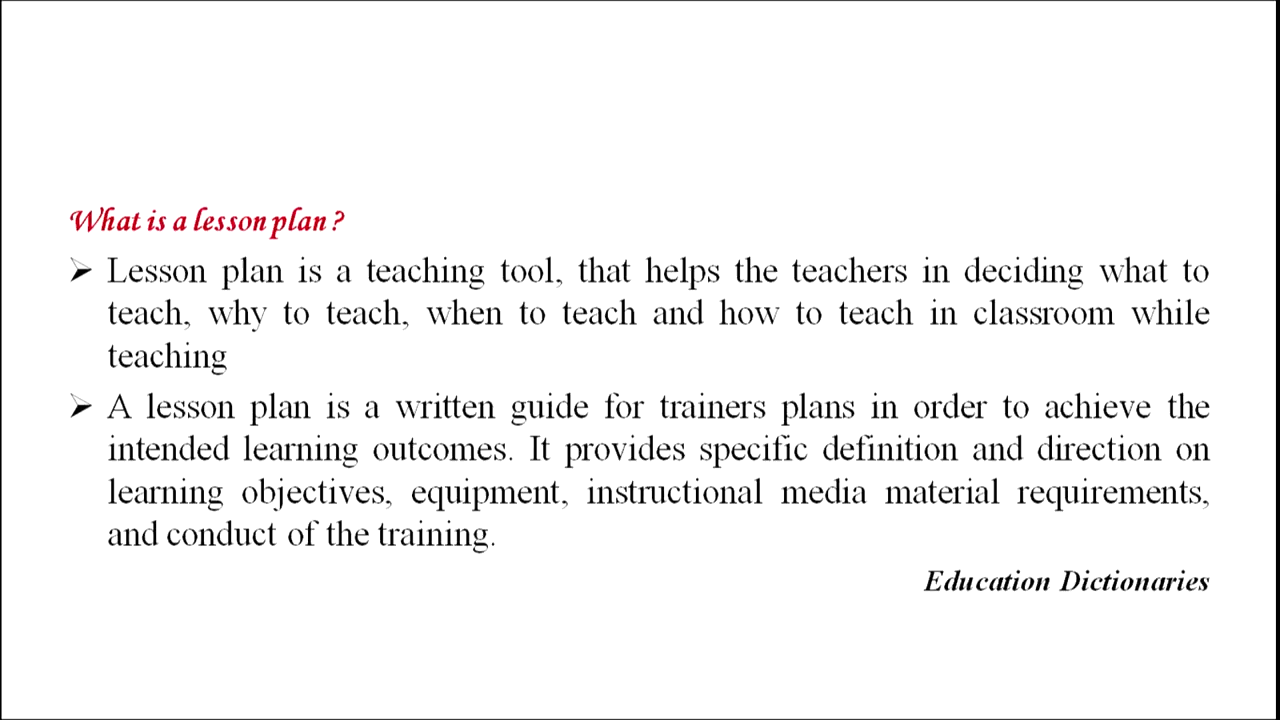 What is a lesson plan?
➢ Lesson plan is a teaching tool, that helps the teachers in deciding what to
teach, why to teach, when to teach and how to teach in classroom while
teaching
➢ A lesson plan is a written guide for trainers plans in order to achieve the
intended learning outcomes. It provides specific definition and direction on
learning objectives, equipment, instructional media material requirements,
and conduct of the training.
Education Dictionaries